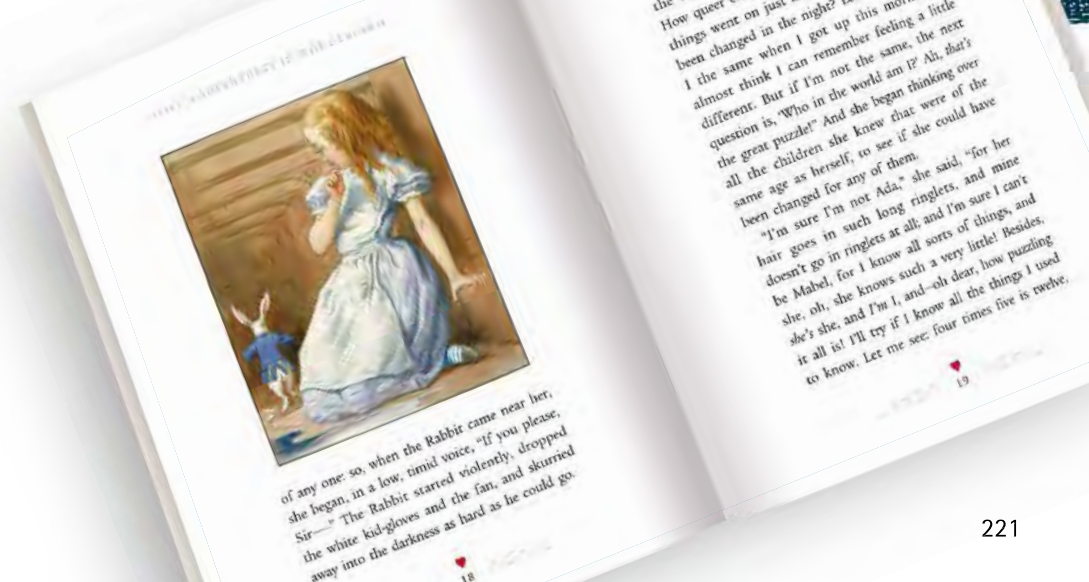 of any one: so, when the Rabbit came near her,
she began, in a low, timid voice, "If you please,
Sir—" The Rabbit started violently, dropped
the white kid-gloves and the fan, and skurried
away into the darkness as hard as he could go.
18
the
How queer
things went on just
been changed in the night?
I the same when I got up this
almost think I can remember feeling a little
different. But if I'm not the same, the next
question is, 'Who in the world am I?' Ah, that's
the great puzzle!" And she began thinking over
all the children she knew that were of the
same age as herself, to see if she could have
been changed for any of them.
"I'm sure I'm not Ada," she said, "for her
hair goes in such long ringlets, and mine
doesn't go in ringlets at all; and I'm sure I can't
be Mabel, for I know all sorts of things, and
she, oh, she knows such a very little! Besides,
she's she, and I'm I, and—oh dear, how puzzling
it all is! I'll try if I know all the things I used
to know. Let me see: four times five is twelve,
19
221